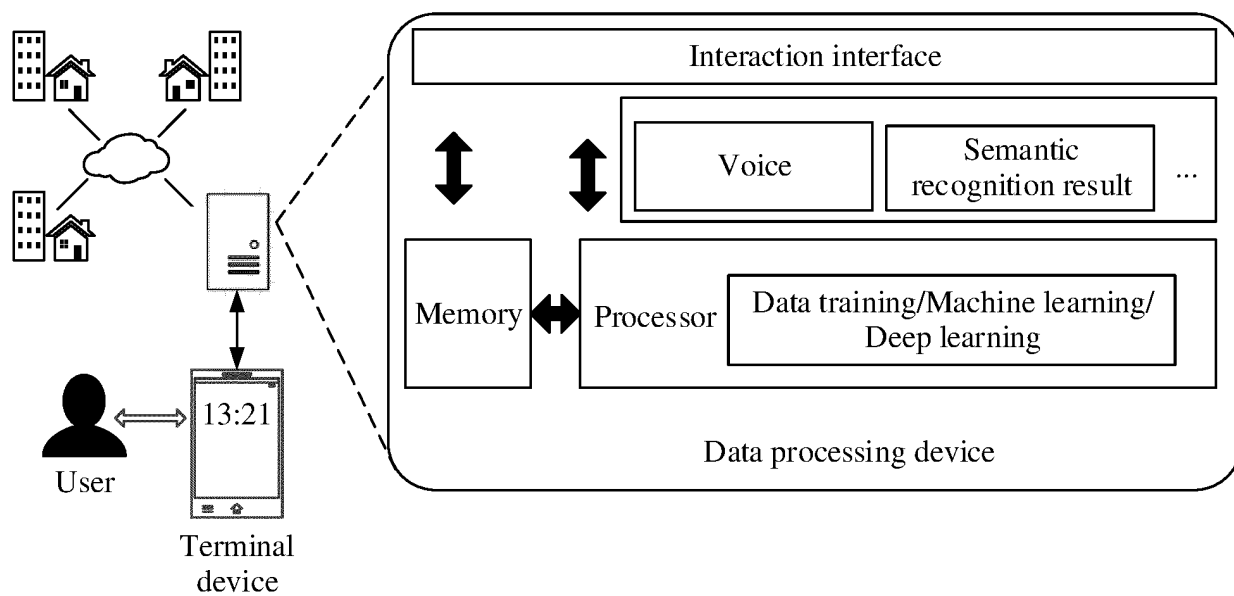 Interaction interface
Voice
Semantic
recognition result
...
Memory
Processor
Data training/Machine learning/
Deep learning
Data processing device
13:21
User
Terminal
device